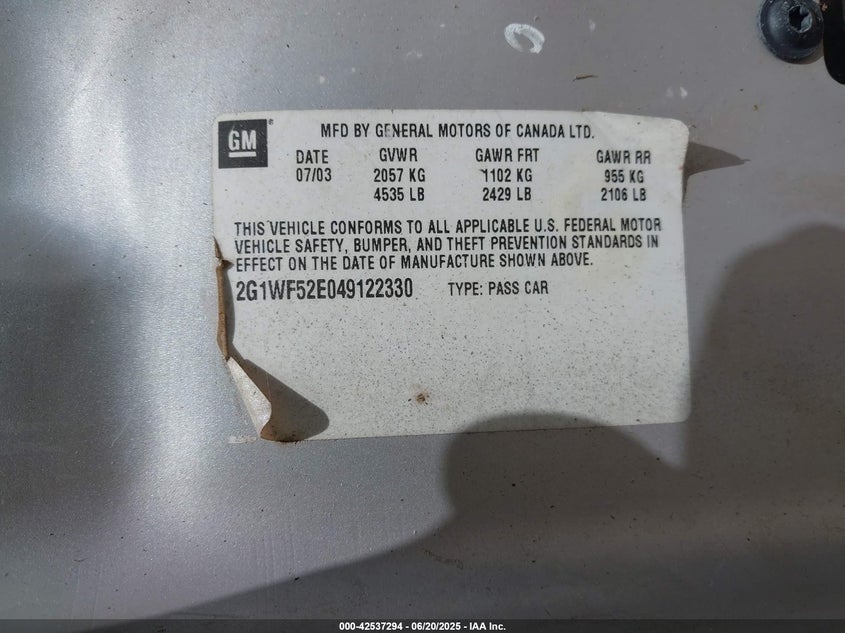 GM®
MFD BY GENERAL MOTORS OF CANADA LTD.
DATE GVWR GAWR FRT GAWR RR
07/03 2057 KG 1102 KG 955 KG
4535 LB 2429 LB 2106 LB
THIS VEHICLE CONFORMS TO ALL APPLICABLE U.S. FEDERAL MOTOR
VEHICLE SAFETY, BUMPER, AND THEFT PREVENTION STANDARDS IN
EFFECT ON THE DATE OF MANUFACTURE SHOWN ABOVE.
2G1WF52E049122330 TYPE: PASS CAR
000-42537294 - 06/20/2025 - IAA Inc.